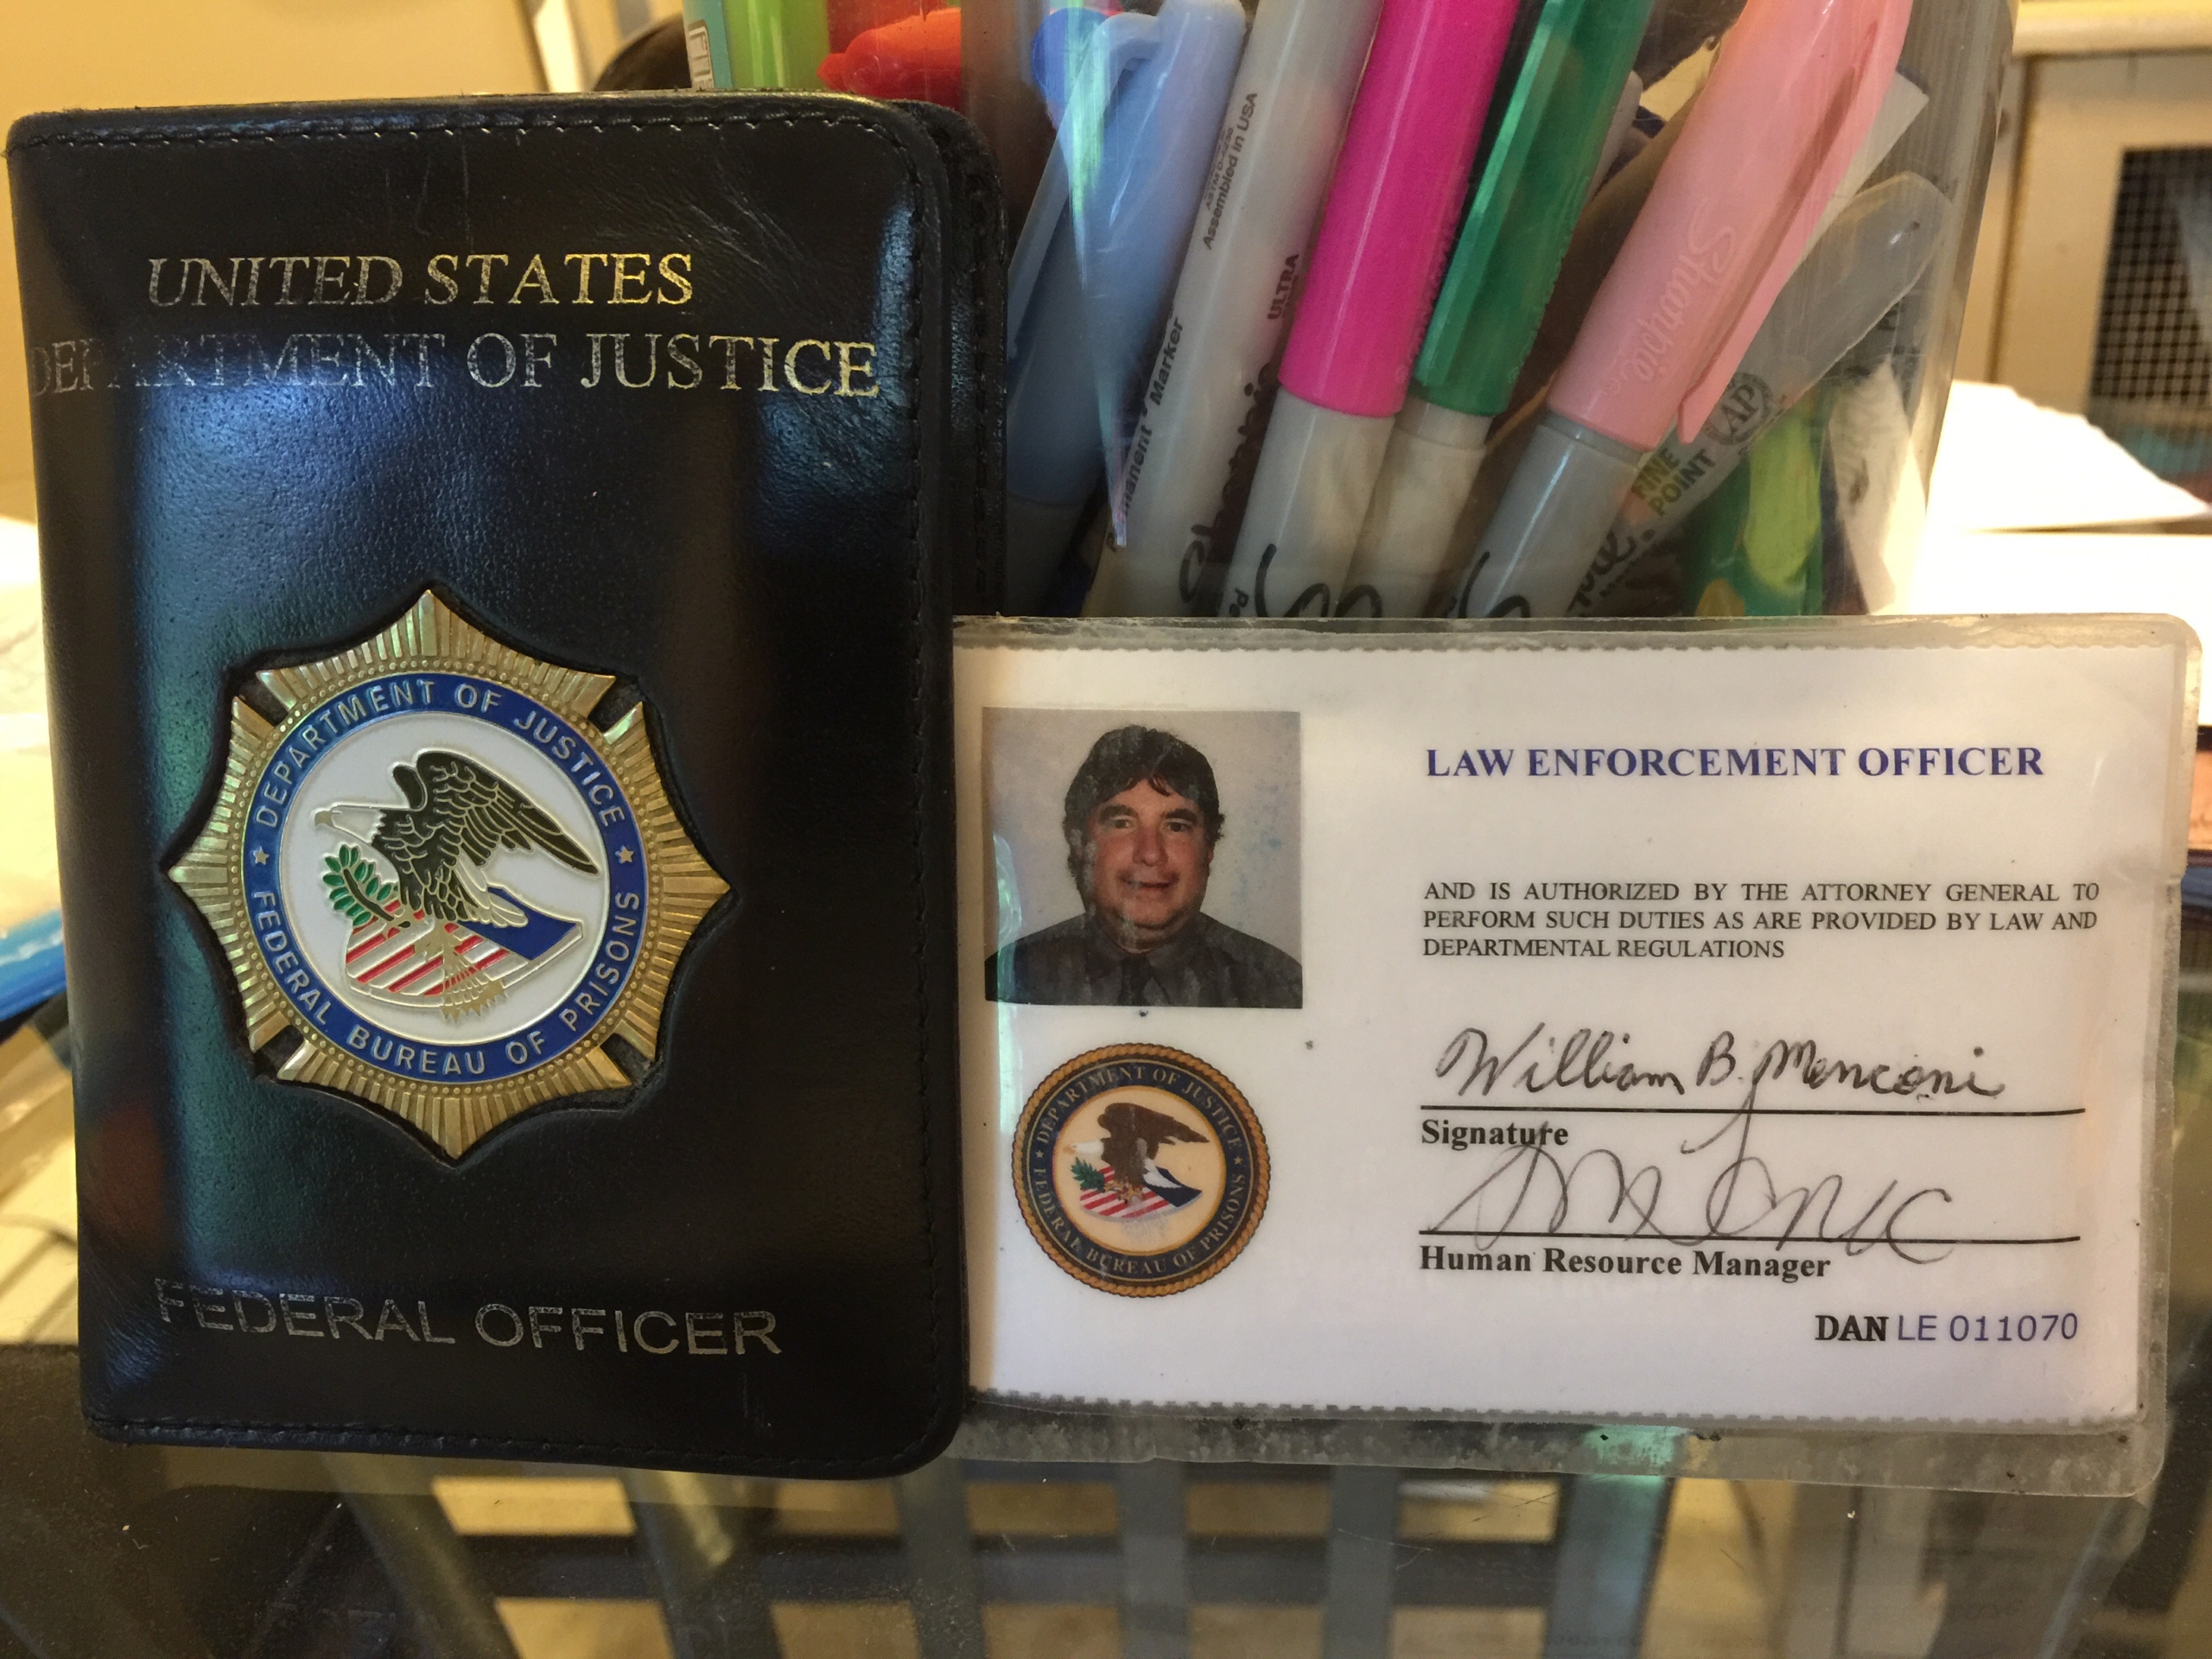 UNITED STATES
DEPARTMENT OF JUSTICE
DEPARTMENT OF JUSTICE
FEDERAL BUREAU OF PRISONS
FEDERAL OFFICER
Assembled in USA
ULTRA
Permanent Marker
Sharpie
Sharpie
AP
FINE
POINT
LAW ENFORCEMENT OFFICER
AND IS AUTHORIZED BY THE ATTORNEY GENERAL TO
PERFORM SUCH DUTIES AS ARE PROVIDED BY LAW AND
DEPARTMENTAL REGULATIONS
William B. Menconi
Signature
Human Resource Manager
DEPARTMENT OF JUSTICE
FEDERAL BUREAU OF PRISONS
DAN LE 011070